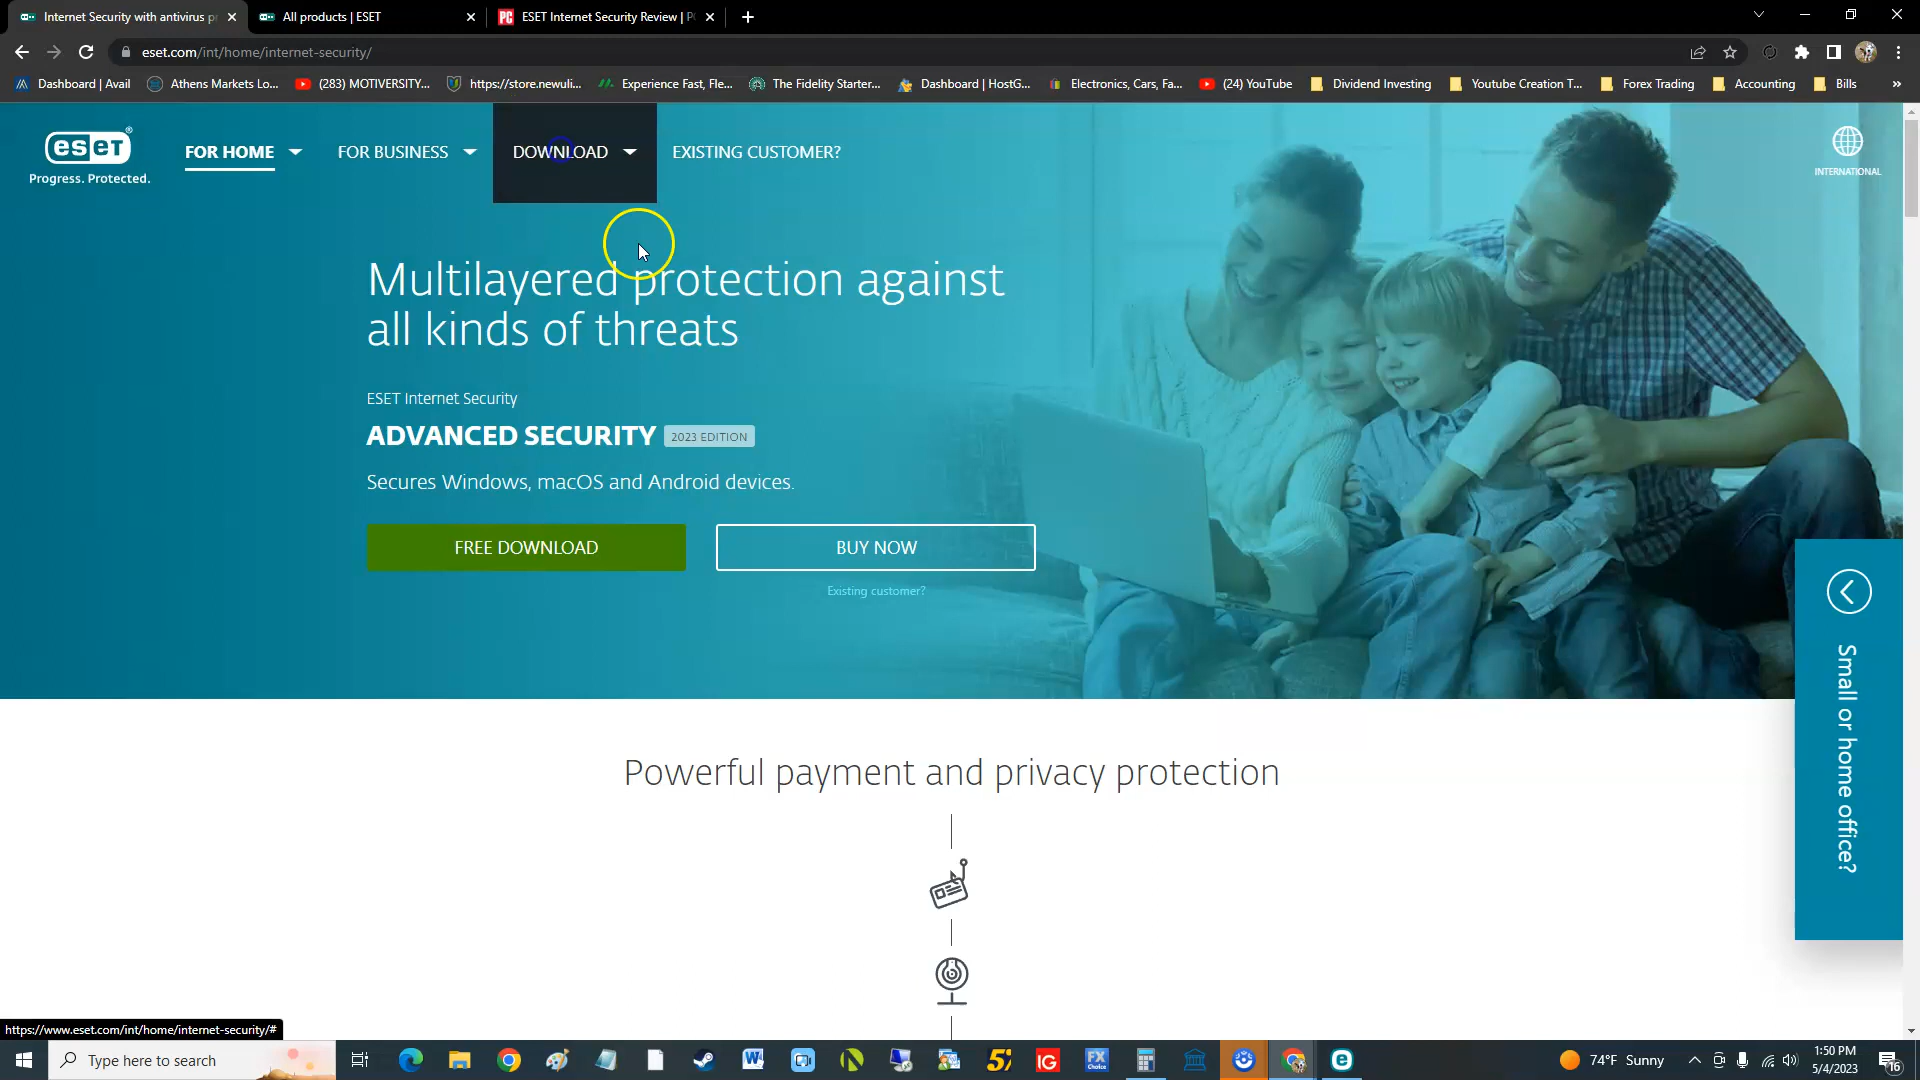 Internet Security with antivirus pr
All products | ESET
PC
ESET Internet Security Review | P
eset.com/int/home/internet-security/
Dashboard | Avail
Athens Markets Lo...
(283) MOTIVERSITY...
https://store.newuli...
Experience Fast, Fle...
The Fidelity Starter...
Dashboard | HostG...
Electronics, Cars, Fa...
(24) YouTube
Dividend Investing
Youtube Creation T...
Forex Trading
Accounting
Bills
»
eset®
Progress. Protected.
FOR HOME
FOR BUSINESS
DOWNLOAD
EXISTING CUSTOMER?
INTERNATIONAL
Multilayered protection against
all kinds of threats
ESET Internet Security
ADVANCED SECURITY 2023 EDITION
Secures Windows, macOS and Android devices.
FREE DOWNLOAD
BUY NOW
Existing customer?
Small or home office?
Powerful payment and privacy protection
https://www.eset.com/int/home/internet-security/#
Type here to search
W
IG
FX
Choice
e
74°F Sunny
1:50 PM
5/4/2023
16